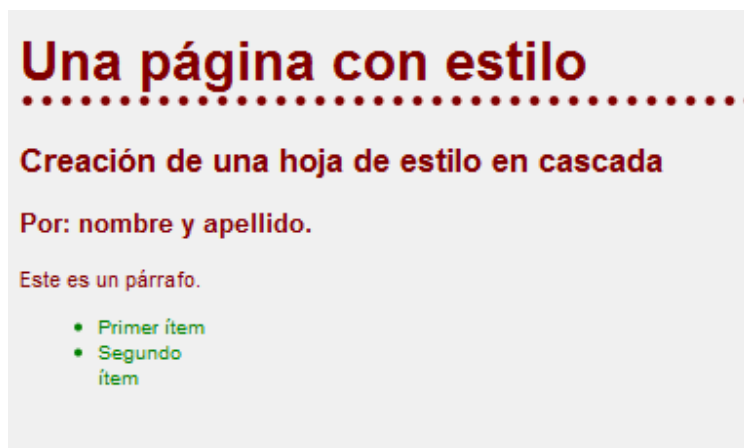 Una página con estilo
Creación de una hoja de estilo en cascada
Por: nombre y apellido.
Este es un párrafo.
Primer ítem
Segundo
ítem